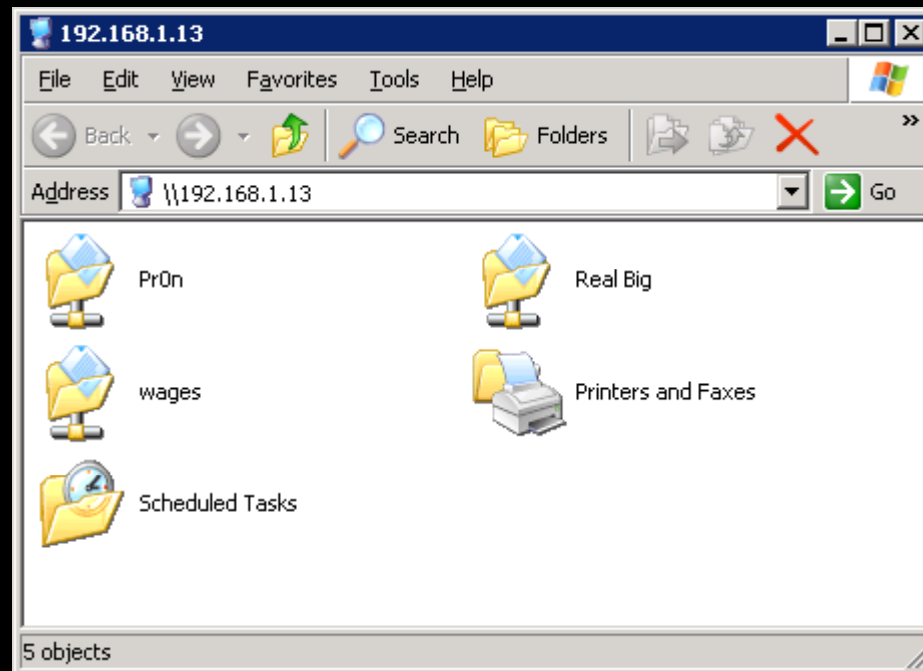 192.168.1.13
File Edit View Favorites Tools Help
Back Search Folders »
Address \\192.168.1.13 Go
Pr0n Real Big
wages Printers and Faxes
Scheduled Tasks
5 objects